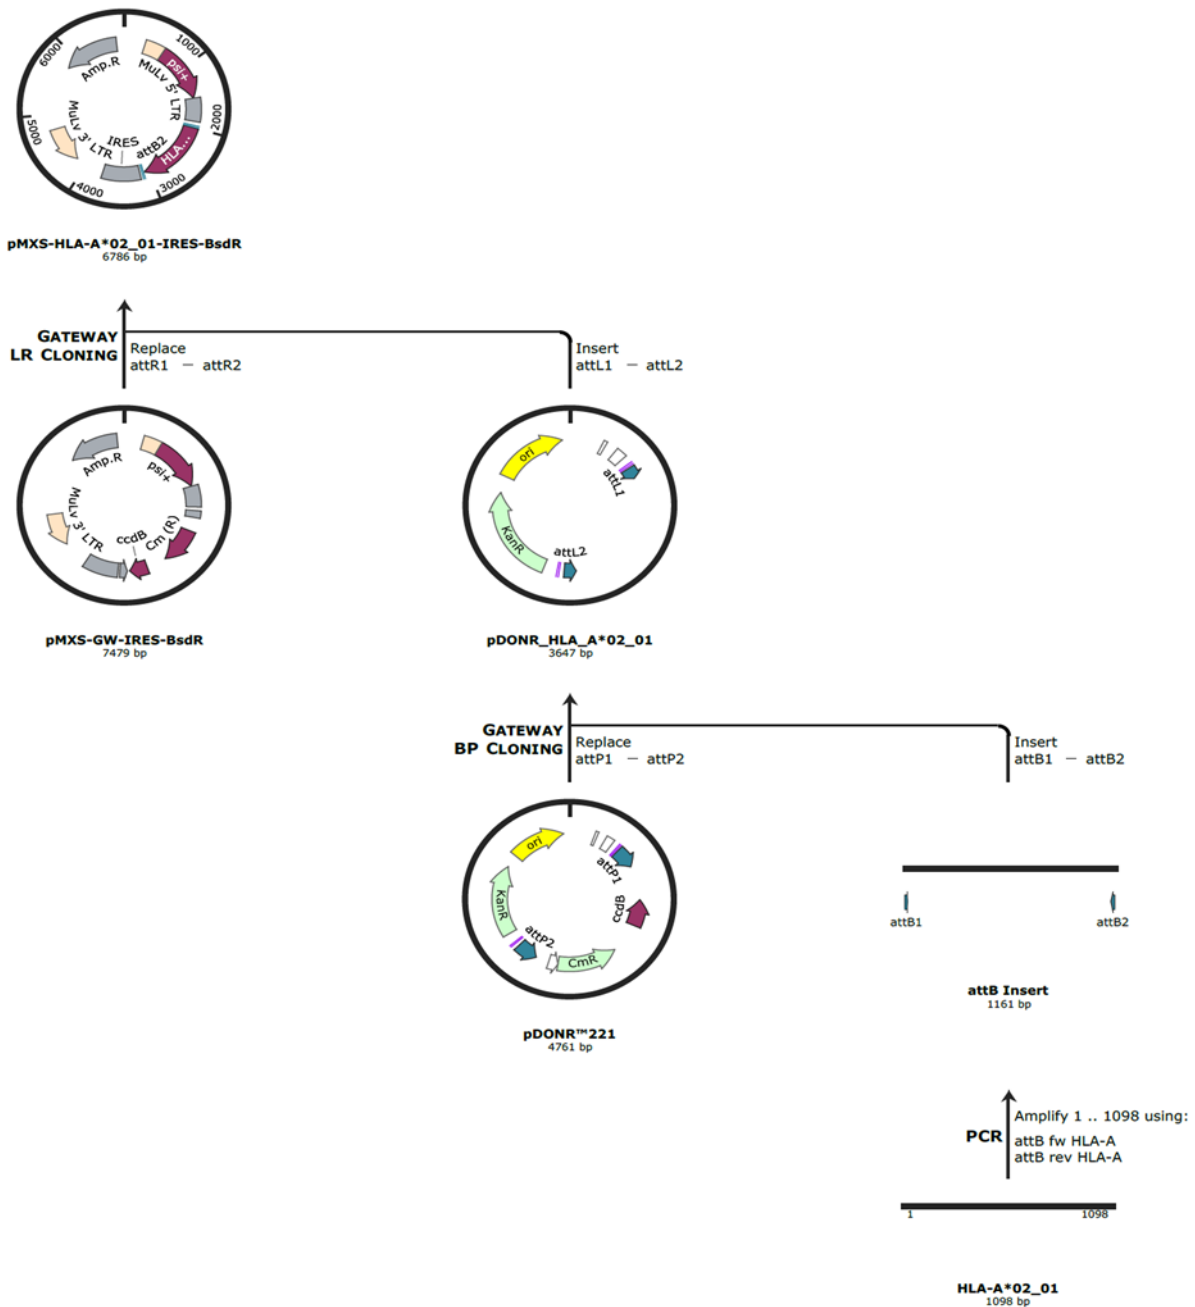 6000
1000
Amp.R
psi+
MuLv 5' LTR
5000
2000
MuLv 3' LTR
IRES
attB2
HLA...
4000
3000
pMXS-HLA-A*02_01-IRES-BsdR
6786 bp
GATEWAY
LR CLONING
Replace
attR1 – attR2
Insert
attL1 – attL2
Amp.R
psi+
MuLv 3' LTR
ccdB
Cm (R)
pMXS-GW-IRES-BsdR
7479 bp
ori
attL1
KanR
attL2
pDONR_HLA_A*02_01
3647 bp
GATEWAY
BP CLONING
Replace
attP1 – attP2
Insert
attB1 – attB2
ori
attP1
KanR
ccdB
attP2
CmR
pDONR™221
4761 bp
attB1
attB2
attB Insert
1161 bp
PCR
Amplify 1 .. 1098 using:
attB fw HLA-A
attB rev HLA-A
1
1098
HLA-A*02_01
1098 bp